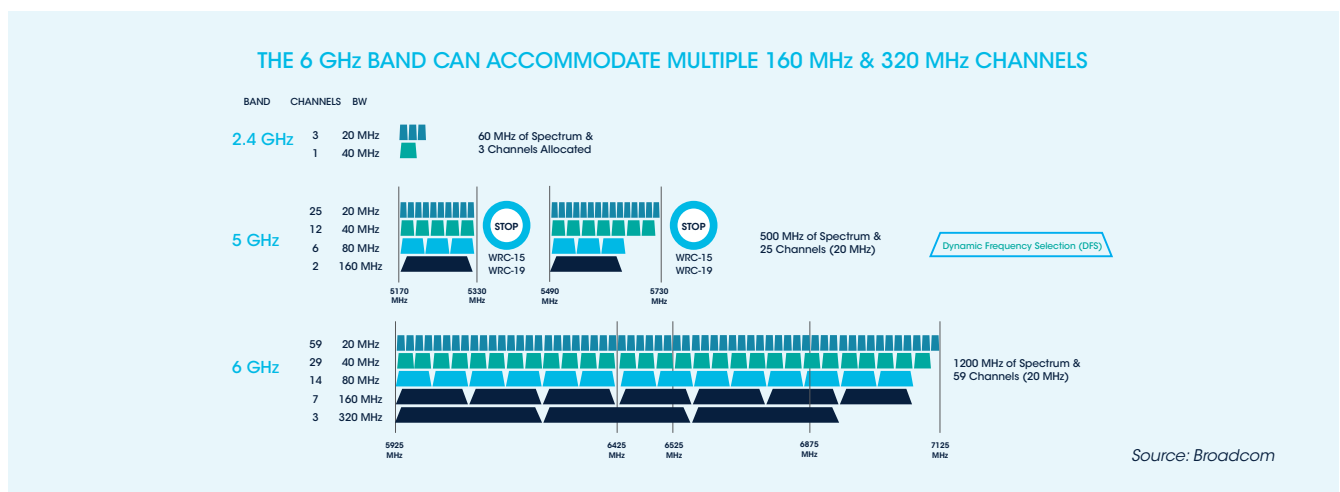 THE 6 GHz BAND CAN ACCOMMODATE MULTIPLE 160 MHz & 320 MHz CHANNELS
BAND CHANNELS BW
2.4 GHz
3 20 MHz
1 40 MHz
60 MHz of Spectrum &
3 Channels Allocated
5 GHz
25 20 MHz
12 40 MHz
6 80 MHz
2 160 MHz
STOP
WRC-15
WRC-19
STOP
WRC-15
WRC-19
500 MHz of Spectrum &
25 Channels (20 MHz)
Dynamic Frequency Selection (DFS)
5170 MHz
5330 MHz
5490 MHz
5730 MHz
6 GHz
59 20 MHz
29 40 MHz
14 80 MHz
7 160 MHz
3 320 MHz
1200 MHz of Spectrum &
59 Channels (20 MHz)
5925 MHz
6425 MHz
6525 MHz
6875 MHz
7125 MHz
Source: Broadcom